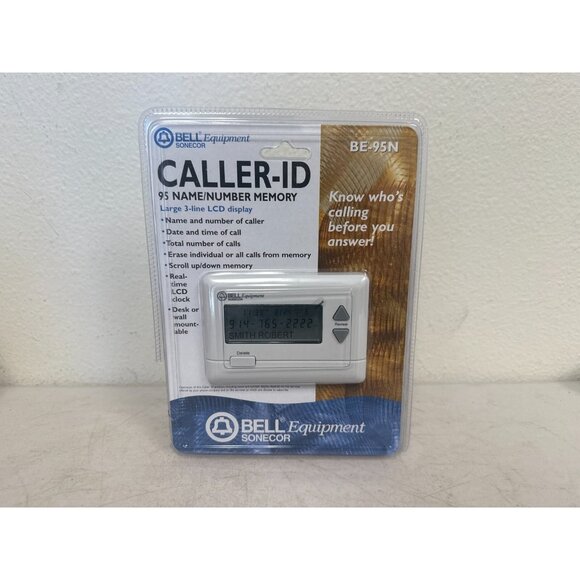 BELL® Equipment
SONECOR
BE-95N
CALLER-ID
95 NAME/NUMBER MEMORY
Large 3-line LCD display
• Name and number of caller
• Date and time of call
• Total number of calls
• Erase individual or all calls from memory
• Scroll up/down memory
• Real-
time
LCD
clock
• Desk or
wall
mount-
able
Know who's
calling
before you
answer!
BELL Equipment
SONECOR
914-765-2222
SMITH ROBERT
Review
Delete
BELL Equipment
SONECOR